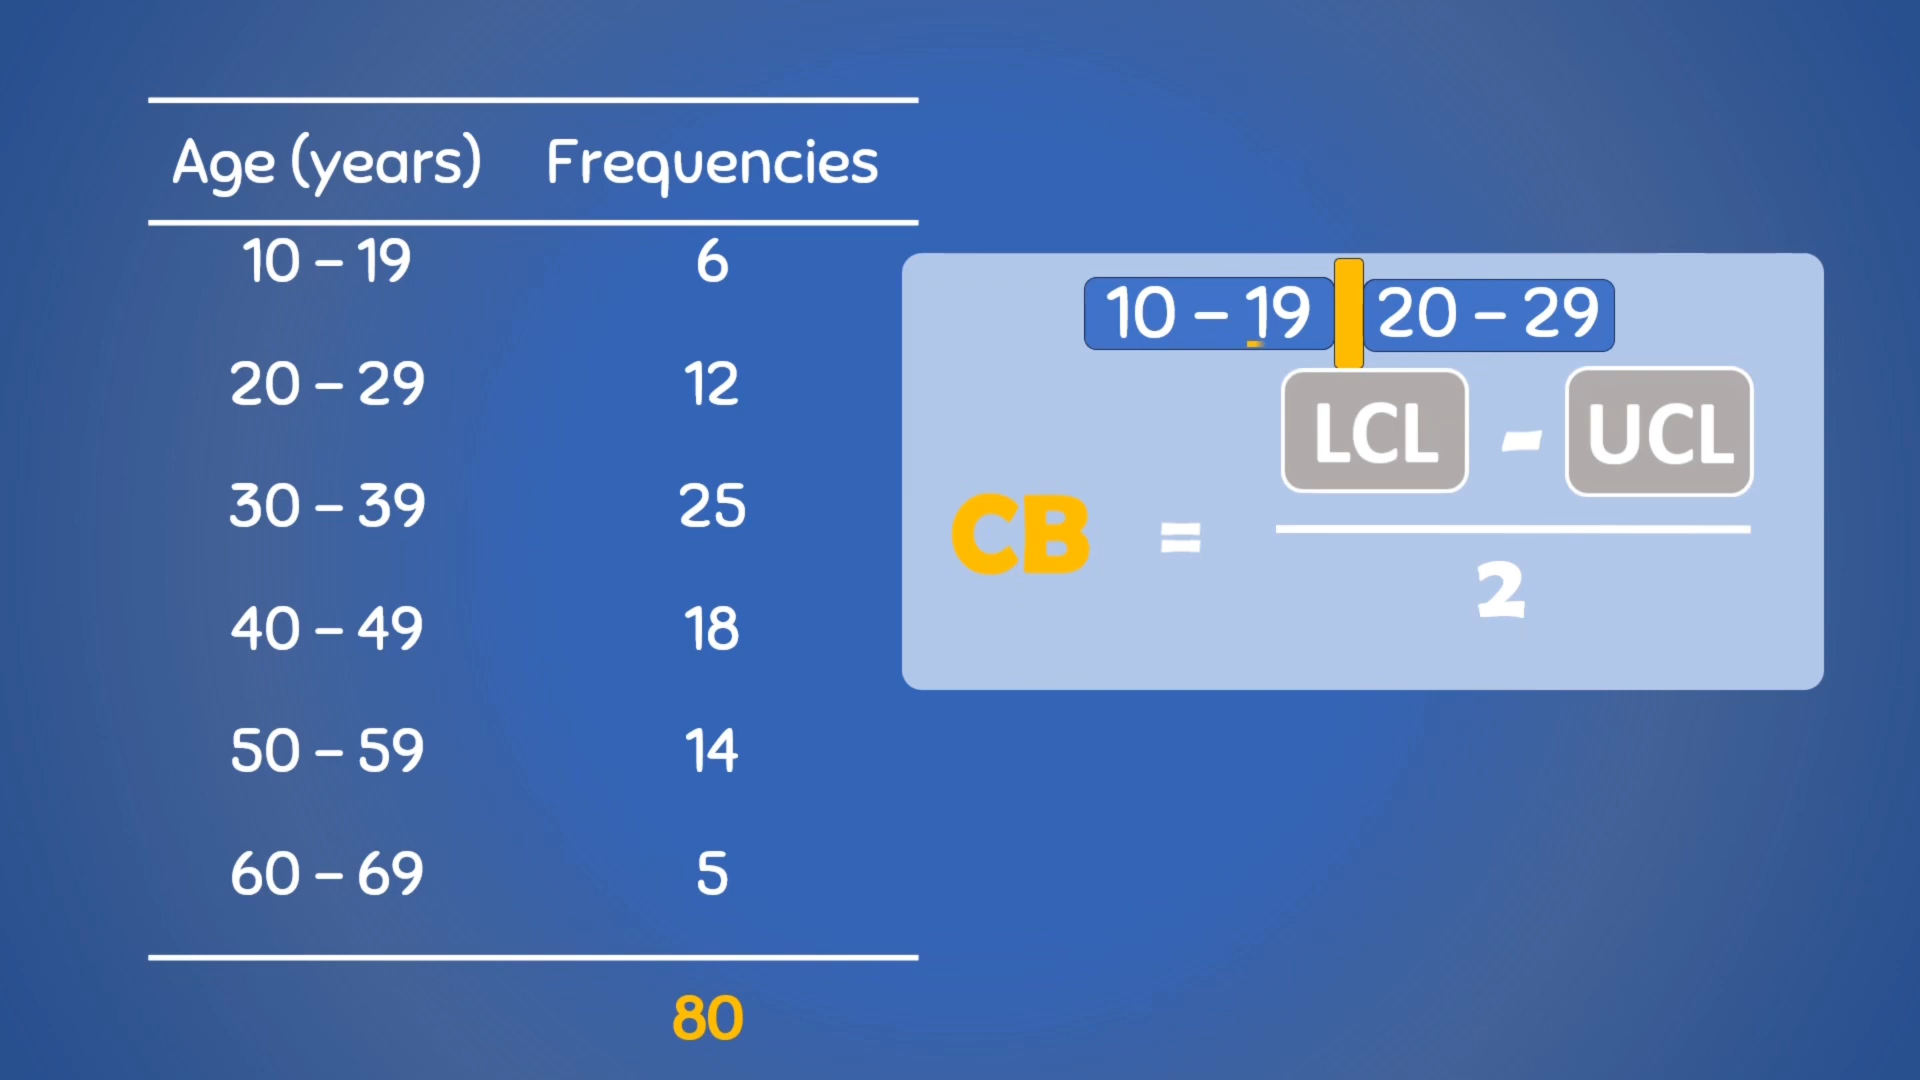 Age (years) Frequencies
10 – 19 6
20 – 29 12
30 – 39 25
40 – 49 18
50 – 59 14
60 – 69 5
80
10 – 19 20 – 29
LCL - UCL
CB =
2